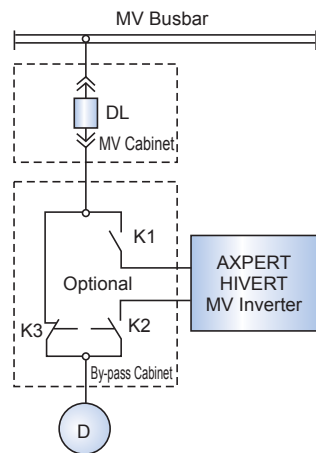 MV Busbar
DL
MV Cabinet
K1
AXPERT
HIVERT
MV Inverter
Optional
K3
K2
By-pass Cabinet
D